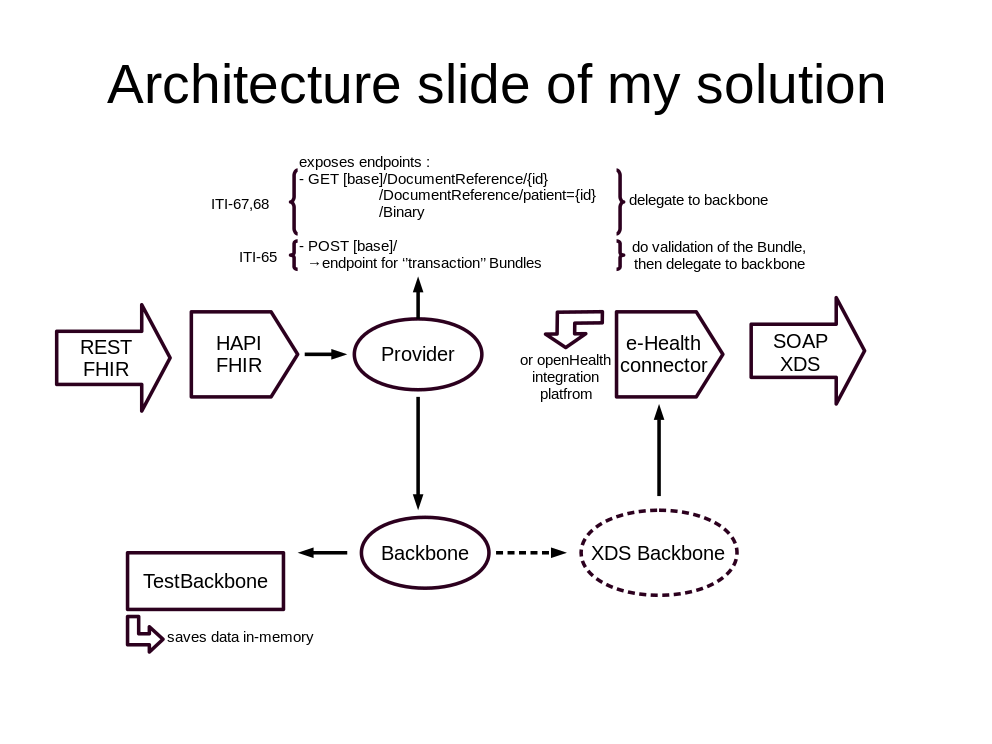 Architecture slide of my solution
exposes endpoints :
- GET [base]/DocumentReference/{id}
/DocumentReference/patient={id}
/Binary
ITI-67,68
delegate to backbone
- POST [base]/
→endpoint for ‘’transaction’’ Bundles
ITI-65
do validation of the Bundle,
then delegate to backbone
REST
FHIR
HAPI
FHIR
Provider
or openHealth
integration
platfrom
e-Health
connector
SOAP
XDS
TestBackbone
Backbone
XDS Backbone
saves data in-memory